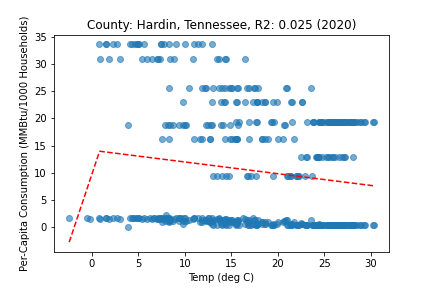 County: Hardin, Tennessee, R2: 0.025 (2020)
Per-Capita Consumption (MMBtu/1000 Households)
35
30
25
20
15
10
5
0
0 5 10 15 20 25 30
Temp (deg C)